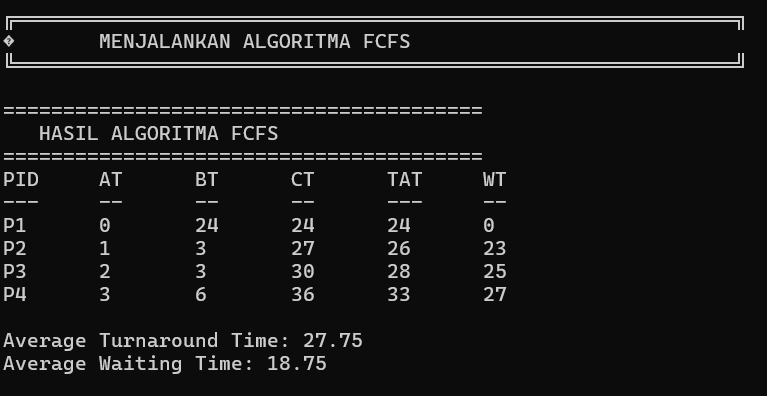 � MENJALANKAN ALGORITMA FCFS
========================================
HASIL ALGORITMA FCFS
========================================
PID AT BT CT TAT WT
--- -- -- -- --- --
P1 0 24 24 24 0
P2 1 3 27 26 23
P3 2 3 30 28 25
P4 3 6 36 33 27
Average Turnaround Time: 27.75
Average Waiting Time: 18.75